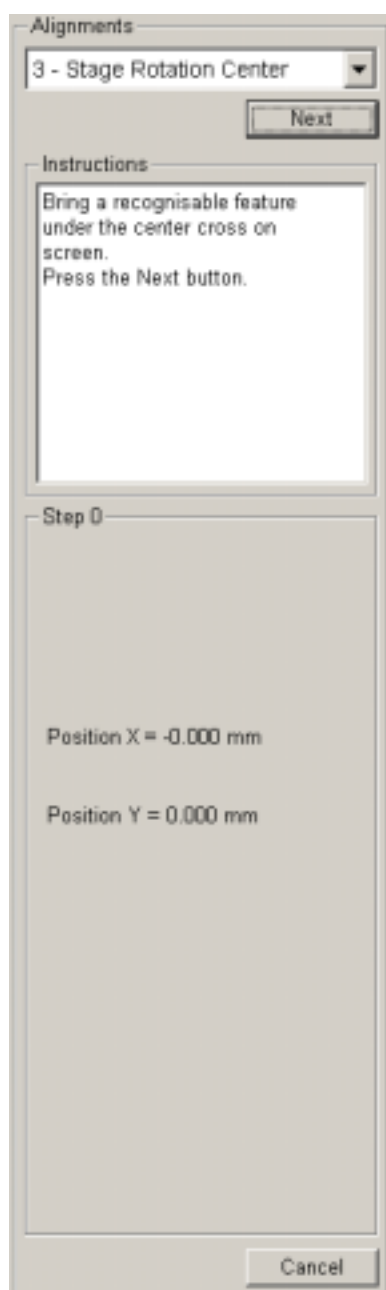 Alignments
3 - Stage Rotation Center
Next
Instructions
Bring a recognisable feature
under the center cross on
screen.
Press the Next button.
Step 0
Position X = -0.000 mm
Position Y = 0.000 mm
Cancel